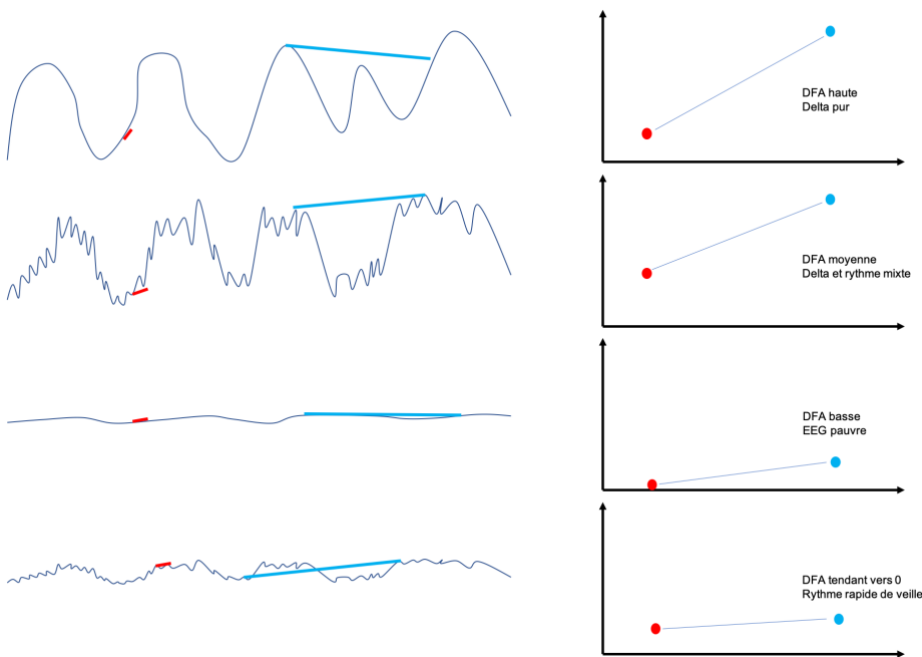 DFA haute
Delta pur
DFA moyenne
Delta et rythme mixte
DFA basse
EEG pauvre
DFA tendant vers 0
Rythme rapide de veille